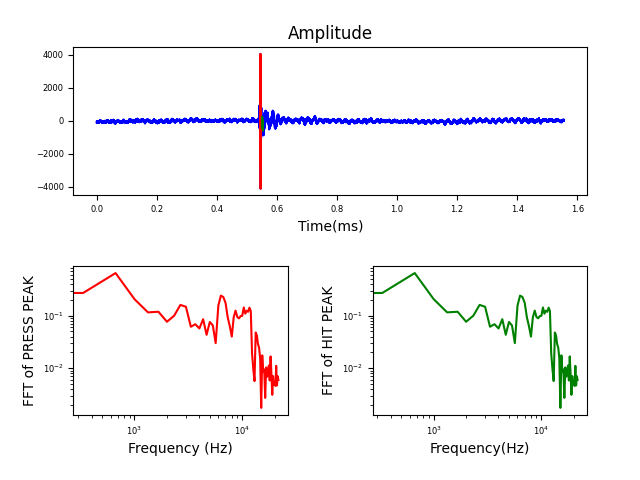 Amplitude
4000
2000
0
−2000
−4000
0.0 0.2 0.4 0.6 0.8 1.0 1.2 1.4 1.6
Time(ms)
FFT of PRESS PEAK
10⁻¹
10⁻²
10³ 10⁴
Frequency (Hz)
FFT of HIT PEAK
10⁻¹
10⁻²
10³ 10⁴
Frequency(Hz)